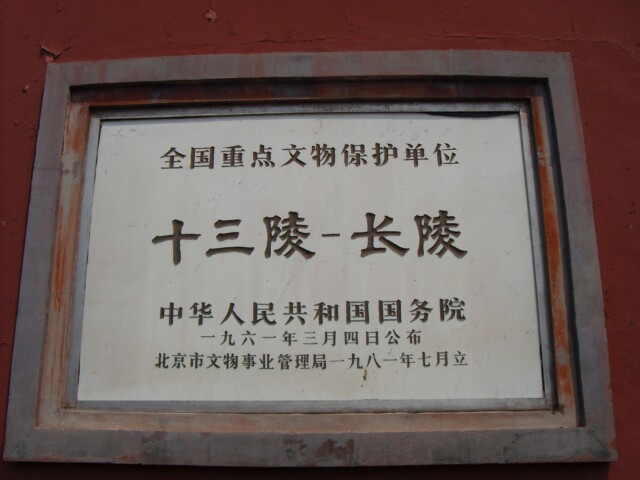 全国重点文物保护单位
十三陵-长陵
中华人民共和国国务院
一九六一年三月四日公布
北京市文物事业管理局一九八一年七月立